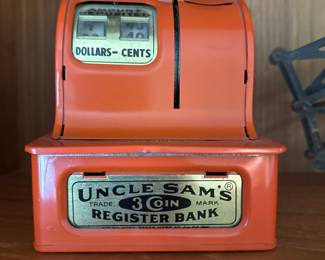 DOLLARS - CENTS
UNCLE SAM'S ®
TRADE 3 COIN MARK
REGISTER BANK